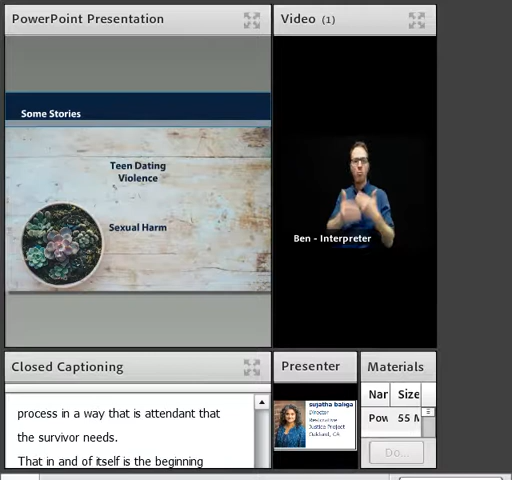 PowerPoint Presentation
Video (1)
Some Stories
Teen Dating
Violence
Sexual Harm
Ben - Interpreter
Closed Captioning
process in a way that is attendant that
the survivor needs.
That in and of itself is the beginning
Presenter
sujatha baliga
Director
Restorative
Justice Project
Oakland, CA
Materials
Nar Size
Pow 55 M
Do...